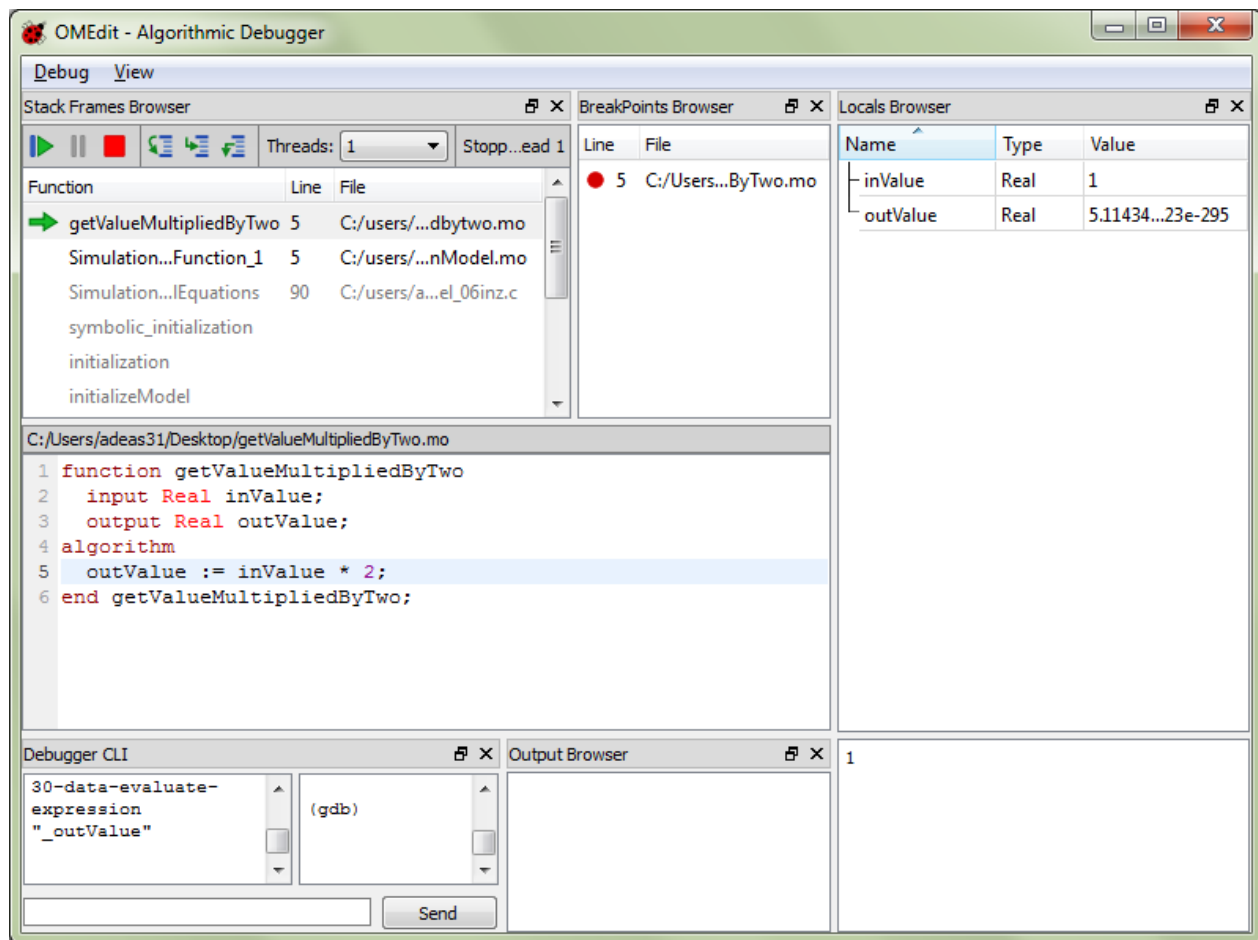 OMEdit - Algorithmic Debugger
Debug View
Stack Frames Browser
Threads: 1 Stopp...ead 1
Function Line File
getValueMultipliedByTwo 5 C:/users/...dbytwo.mo
Simulation...Function_1 5 C:/users/...nModel.mo
Simulation...lEquations 90 C:/users/a...el_06inz.c
symbolic_initialization
initialization
initializeModel
BreakPoints Browser
Line File
5 C:/Users...ByTwo.mo
Locals Browser
Name Type Value
inValue Real 1
outValue Real 5.11434...23e-295
C:/Users/adeas31/Desktop/getValueMultipliedByTwo.mo
1 function getValueMultipliedByTwo
2 input Real inValue;
3 output Real outValue;
4 algorithm
5 outValue := inValue * 2;
6 end getValueMultipliedByTwo;
Debugger CLI
30-data-evaluate-
expression
"_outValue"
(gdb)
Send
Output Browser
1